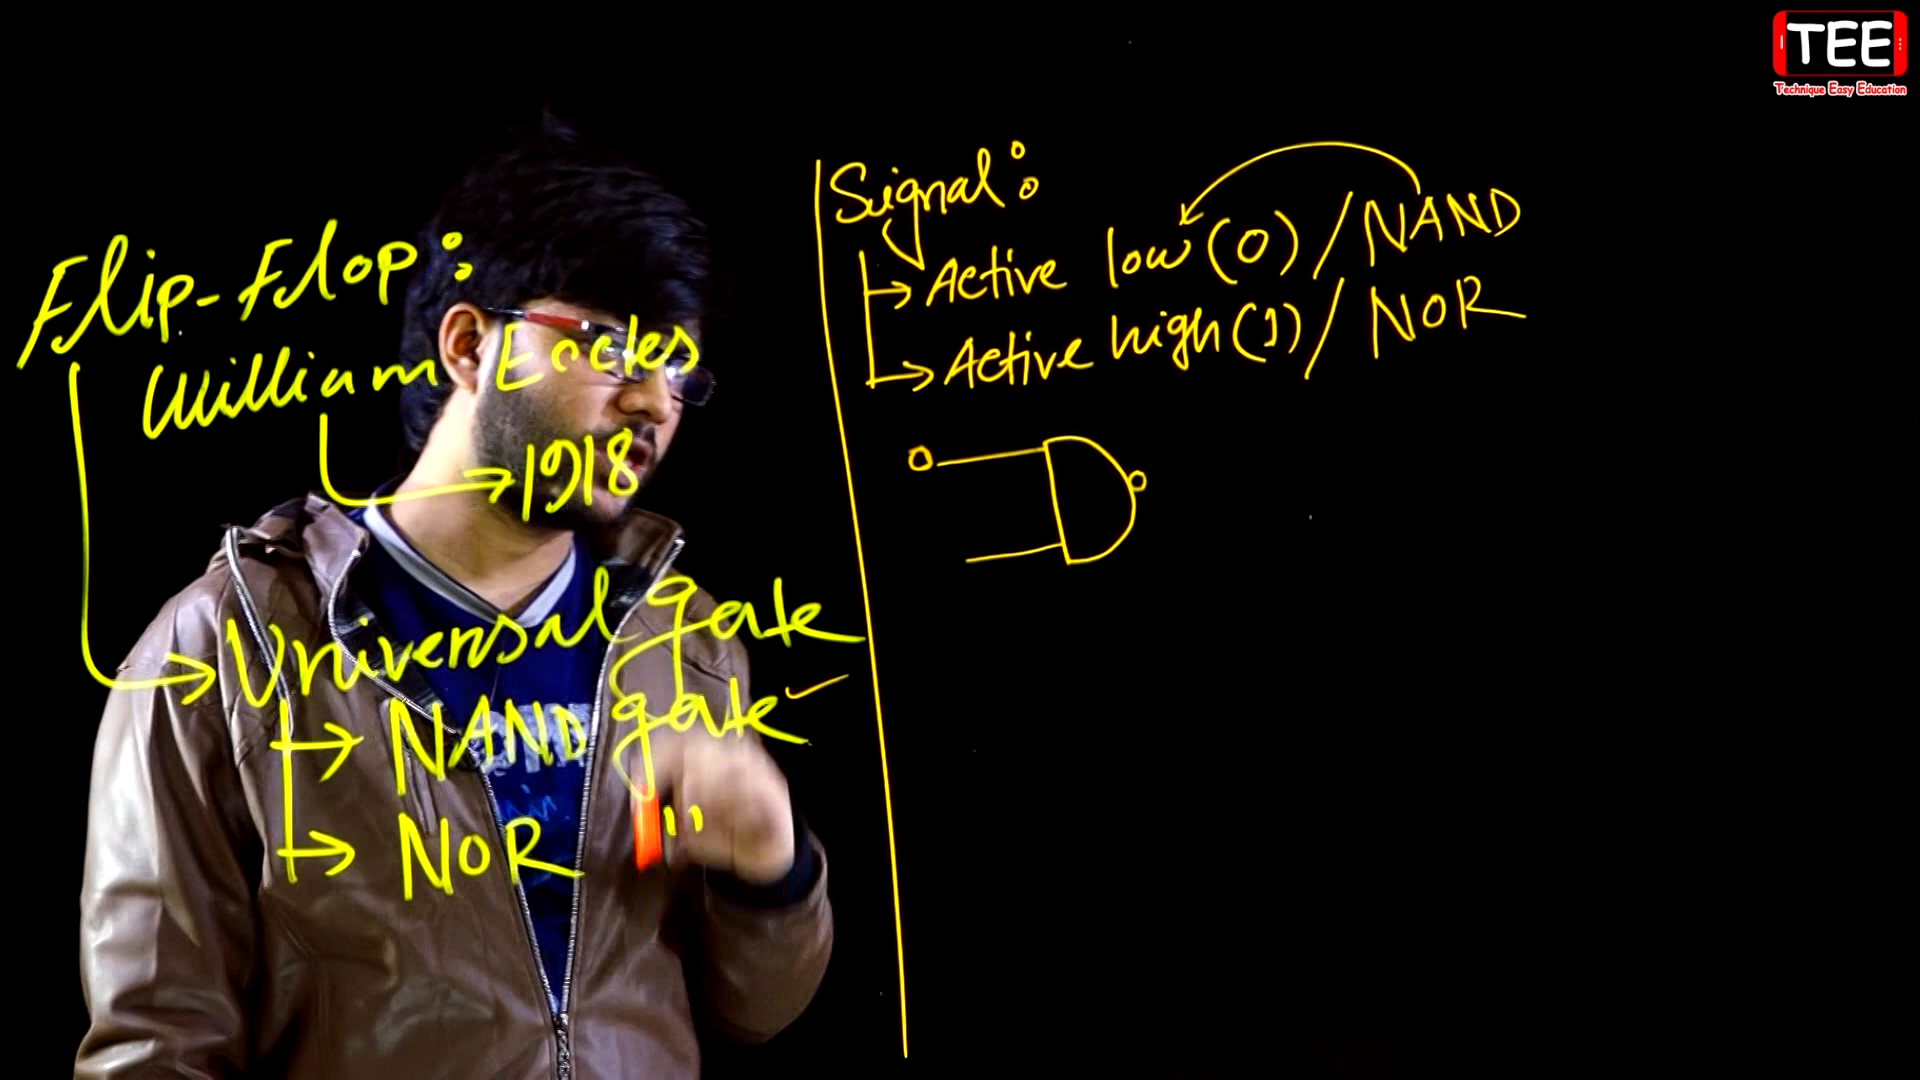 TEE
Technique Easy Education
Flip-Flop:
William Eccles
1918
Universal gate
NAND gate
NOR "
Signal:
Active low (0) / NAND
Active high (1) / NOR
0